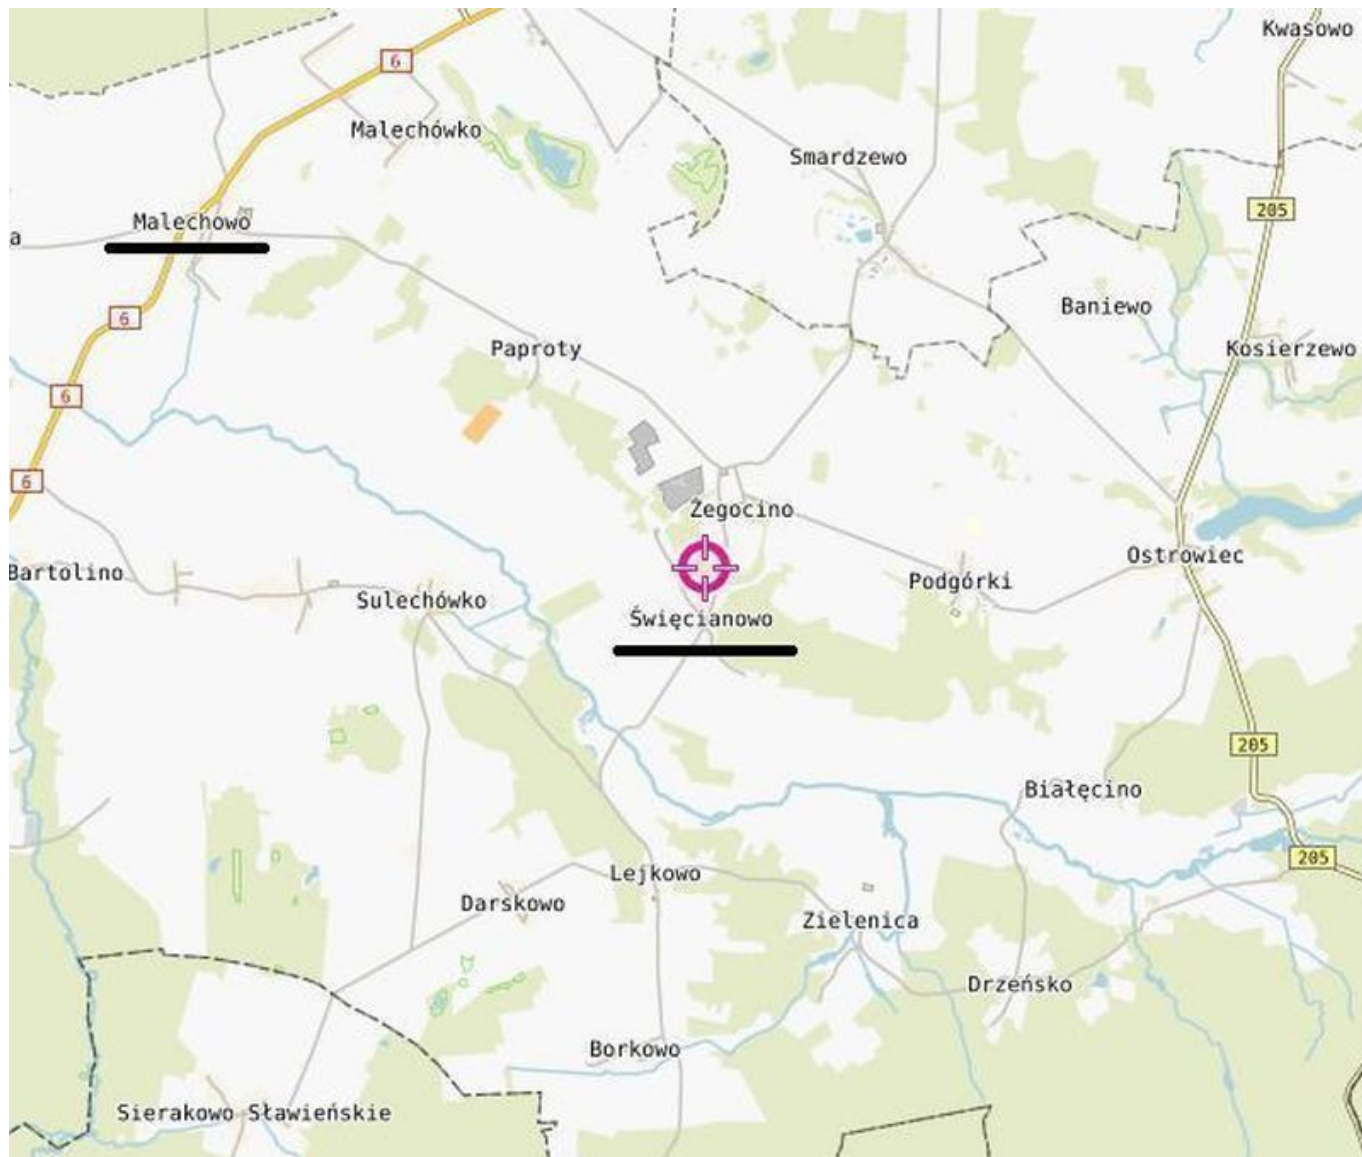 Kwasowo
6
Malechówko
Smardzewo
205
Malechowo
a
Baniewo
6
Paproty
Kosierzewo
6
6
Żegocino
Ostrowiec
Bartolino
Podgórki
Sulechówko
Święcianowo
205
Białęcino
205
Lejkowo
Darskowo
Zielenica
Drzeńsko
Borkowo
Sierakowo Sławieńskie